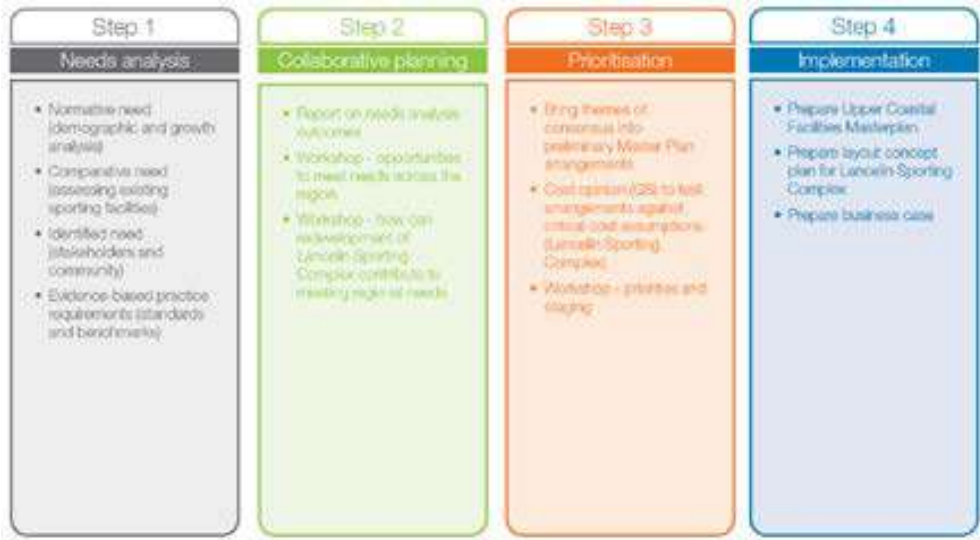 Step 1
Needs analysis
• Normative need
(demographic and growth
analysis)
• Comparative need
(assessing existing
sporting facilities)
• Identified need
(stakeholders and
community)
• Evidence-based practice
requirements (standards
and benchmarks)
Step 2
Collaborative planning
• Report on needs analysis
outcomes
• Workshop - opportunities
to meet needs across the
region
• Workshop - how can
redevelopment of
Lancelin Sporting
Complex contribute to
meeting regional needs
Step 3
Prioritisation
• Bring themes of
consensus into
preliminary Master Plan
arrangements
• Cost opinion (QS) to test
arrangements against
critical cost assumptions
(Lancelin Sporting
Complex)
• Workshop - priorities and
staging
Step 4
Implementation
• Prepare Upper Coastal
Facilities Masterplan
• Prepare layout concept
plan for Lancelin Sporting
Complex
• Prepare business case